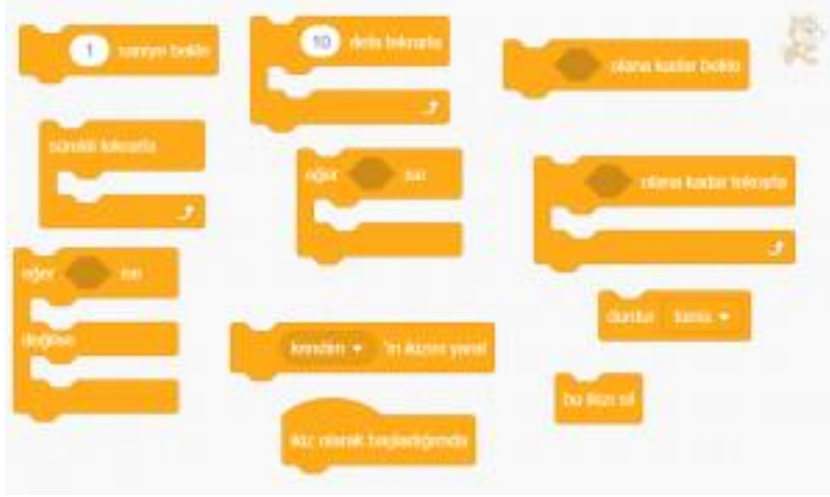 1 saniye bekle
10 defa tekrarla
olana kadar bekle
sürekli tekrarla
eğer ise
olana kadar tekrarla
eğer ise
değilse
durdur tümü
kendim 'in ikizini yarat
bu ikizi sil
ikiz olarak başladığımda